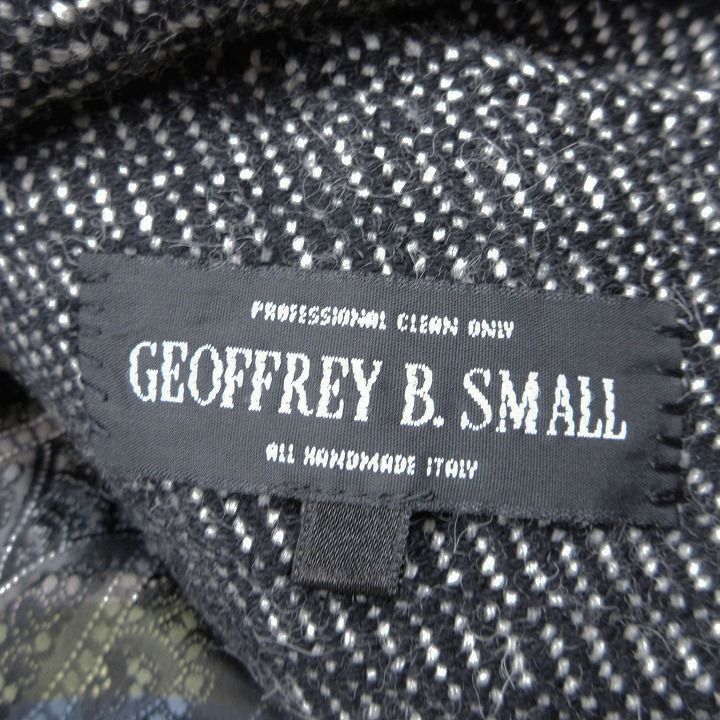 PROFESSIONAL CLEAN ONLY
GEOFFREY B. SMALL
ALL HANDMADE ITALY